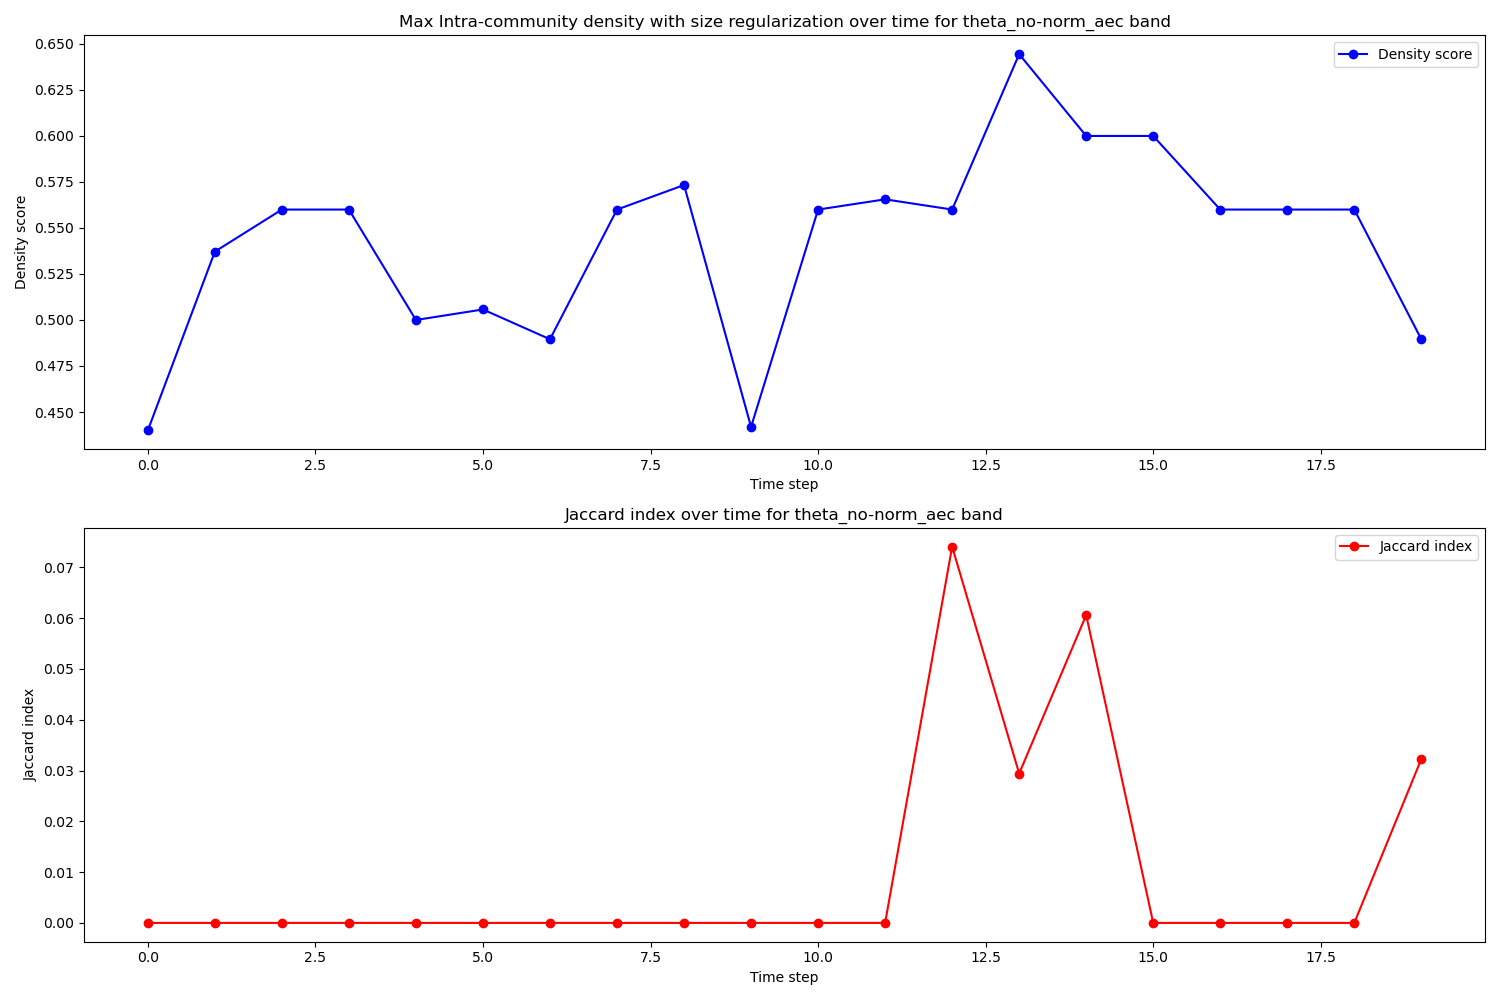 Max Intra-community density with size regularization over time for theta_no-norm_aec band
Density score
0.650
0.625
0.600
0.575
0.550
0.525
0.500
0.475
0.450
Density score
0.0 2.5 5.0 7.5 10.0 12.5 15.0 17.5
Time step
Jaccard index over time for theta_no-norm_aec band
Jaccard index
0.07
0.06
0.05
0.04
0.03
0.02
0.01
0.00
Jaccard index
0.0 2.5 5.0 7.5 10.0 12.5 15.0 17.5
Time step